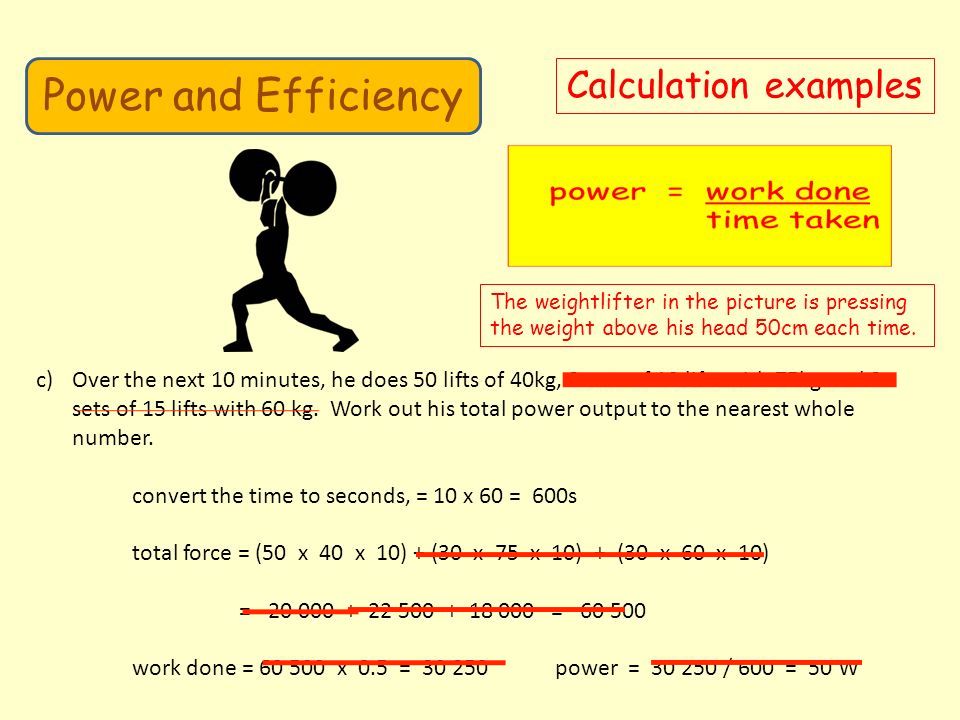 Power and Efficiency
Calculation examples
power = work done
time taken
The weightlifter in the picture is pressing
the weight above his head 50cm each time.
c) Over the next 10 minutes, he does 50 lifts of 40kg,
sets of 15 lifts with 60 kg. Work out his total power output to the nearest whole
number.
convert the time to seconds, = 10 x 60 = 600s
total force = (50 x 40 x 10) + (30 x 75 x 10) + (30 x 60 x 10)
= 20 000 + 22 500 + 18 000 = 60 500
work done = 60 500 x 0.5 = 30 250 power = 30 250 / 600 = 50 W